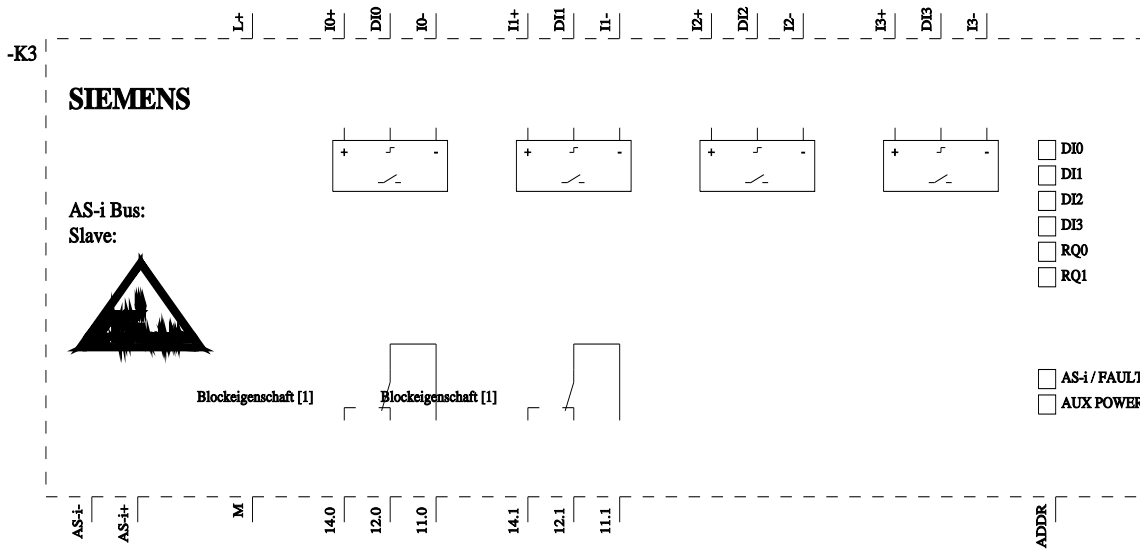 L+ I0+ DI0 I0- I1+ DI1 I1- I2+ DI2 I2- I3+ DI3 I3-
-K3
SIEMENS
+ - + - + - + -
DI0
DI1
DI2
DI3
RQ0
RQ1
AS-i Bus:
Slave:
Blockeigenschaft [1] Blockeigenschaft [1]
AS-i / FAULT
AUX POWER
AS-i- AS-i+ M 14.0 12.0 11.0 14.1 12.1 11.1 ADDR